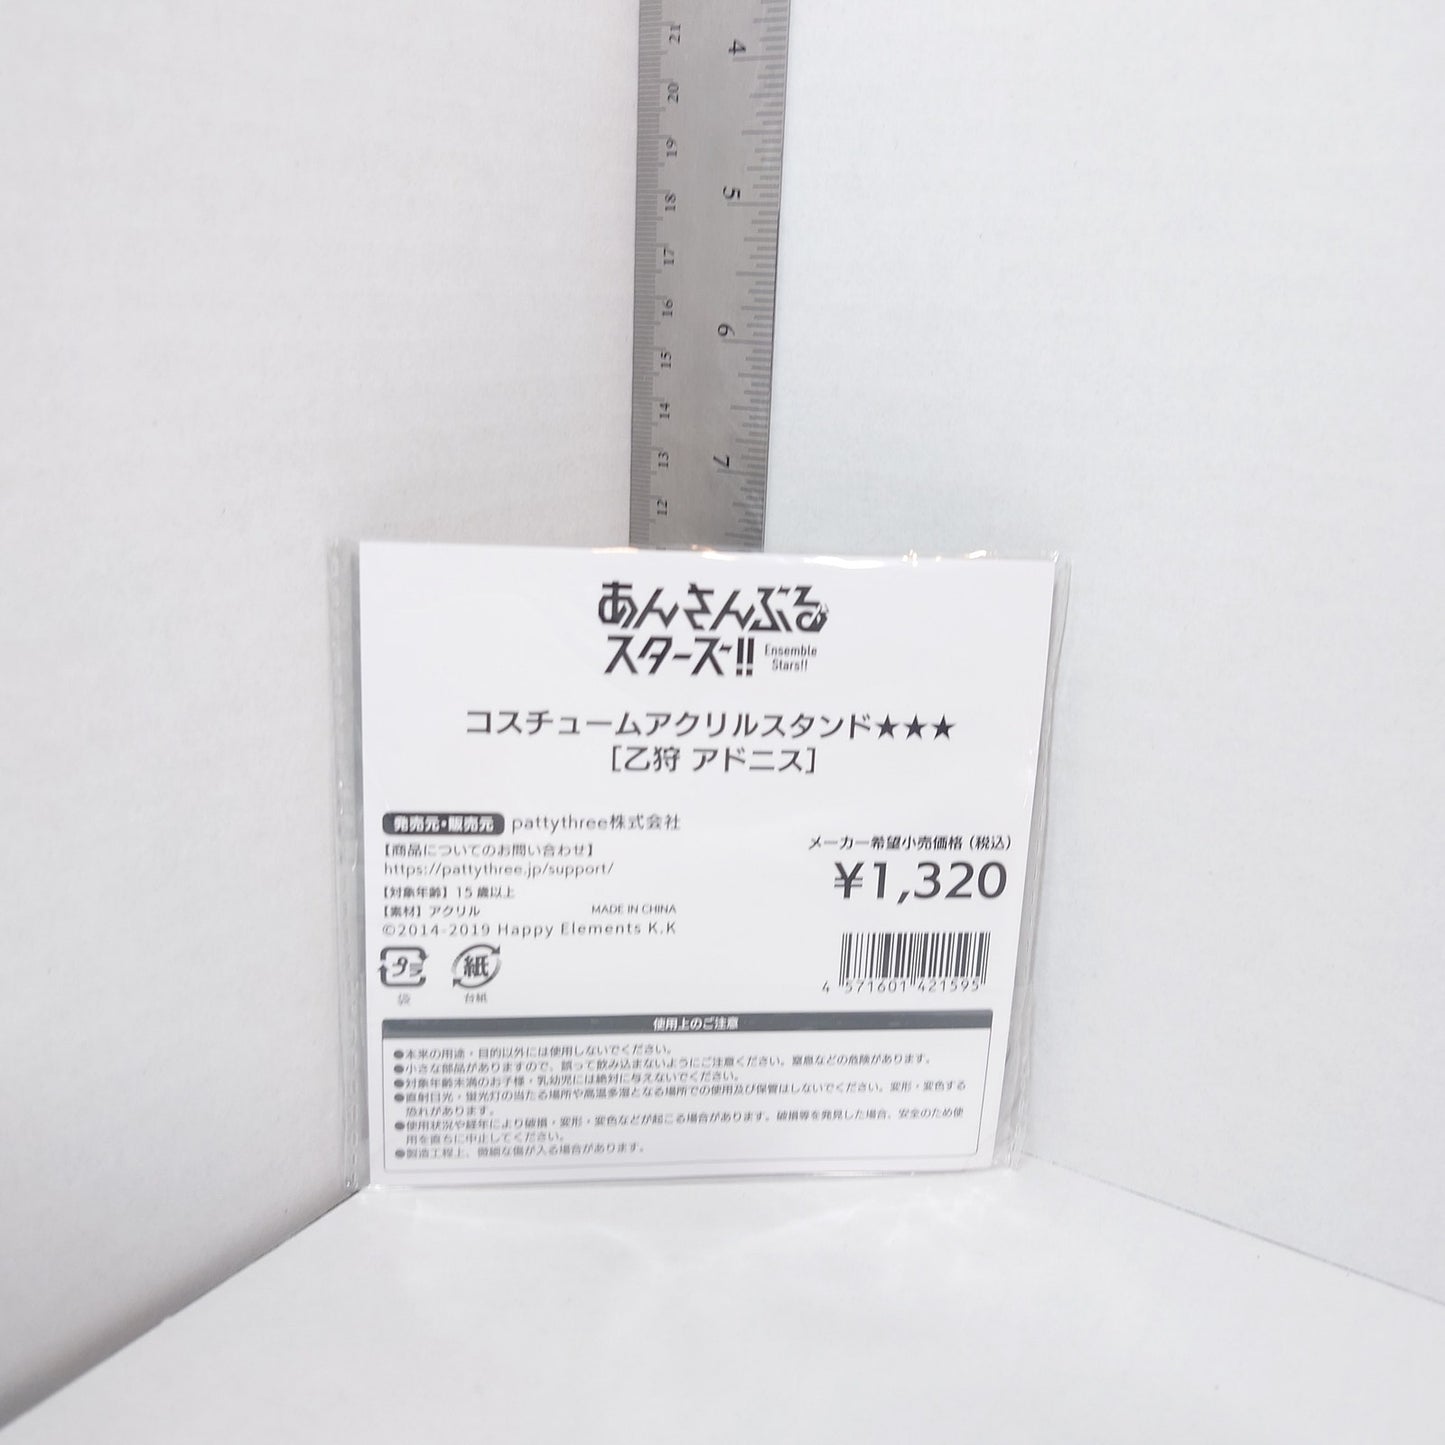 21
4
20
19
5
18
17
16
6
15
14
7
13
12
あんさんぶる
スターズ!!
Ensemble
Stars!!
コスチュームアクリルスタンド★★★
[乙狩 アドニス]
発売元・販売元 pattythree株式会社
【商品についてのお問い合わせ】
https://pattythree.jp/support/
【対象年齢】15歳以上
【素材】アクリル MADE IN CHINA
©2014-2019 Happy Elements K.K
プラ
袋
紙
台紙
メーカー希望小売価格（税込）
¥1,320
4 571601 421595
使用上のご注意
●本来の用途・目的以外には使用しないでください。
●小さな部品がありますので、誤って飲み込まないようにご注意ください。窒息などの危険があります。
●対象年齢未満のお子様・乳幼児には絶対に与えないでください。
●直射日光・蛍光灯の当たる場所や高温多湿となる場所での使用及び保管はしないでください。変形・変色する
恐れがあります。
●使用状況や経年により破損・変形・変色などが起こる場合があります。破損等を発見した場合、安全のため使
用を直ちに中止してください。
●製造工程上、微細な傷が入る場合があります。